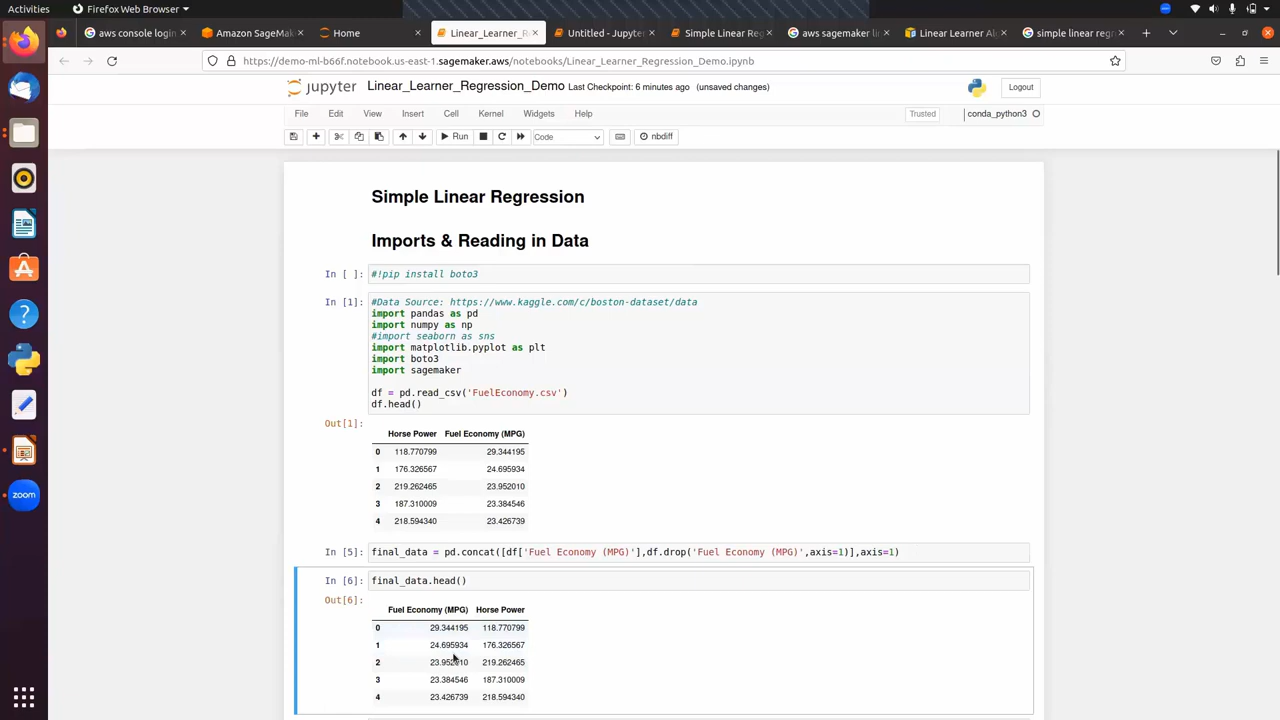 Activities Firefox Web Browser
aws console login Amazon SageMak Home Linear_Learner_R Untitled - Jupyter Simple Linear Reg aws sagemaker lin Linear Learner Al simple linear regr
https://demo-ml-b66f.notebook.us-east-1.sagemaker.aws/notebooks/Linear_Learner_Regression_Demo.ipynb
jupyter Linear_Learner_Regression_Demo Last Checkpoint: 6 minutes ago (unsaved changes) Logout
File Edit View Insert Cell Kernel Widgets Help Trusted conda_python3
Run Code nbdiff
Simple Linear Regression
Imports & Reading in Data
In [ ]: #!pip install boto3
In [1]: #Data Source: https://www.kaggle.com/c/boston-dataset/data
import pandas as pd
import numpy as np
#import seaborn as sns
import matplotlib.pyplot as plt
import boto3
import sagemaker
df = pd.read_csv('FuelEconomy.csv')
df.head()
Out[1]:
Horse Power Fuel Economy (MPG)
0 118.770799 29.344195
1 176.326567 24.695934
2 219.262465 23.952010
3 187.310009 23.384546
4 218.594340 23.426739
In [5]: final_data = pd.concat([df['Fuel Economy (MPG)'],df.drop('Fuel Economy (MPG)',axis=1)],axis=1)
In [6]: final_data.head()
Out[6]:
Fuel Economy (MPG) Horse Power
0 29.344195 118.770799
1 24.695934 176.326567
2 23.952010 219.262465
3 23.384546 187.310009
4 23.426739 218.594340
zoom